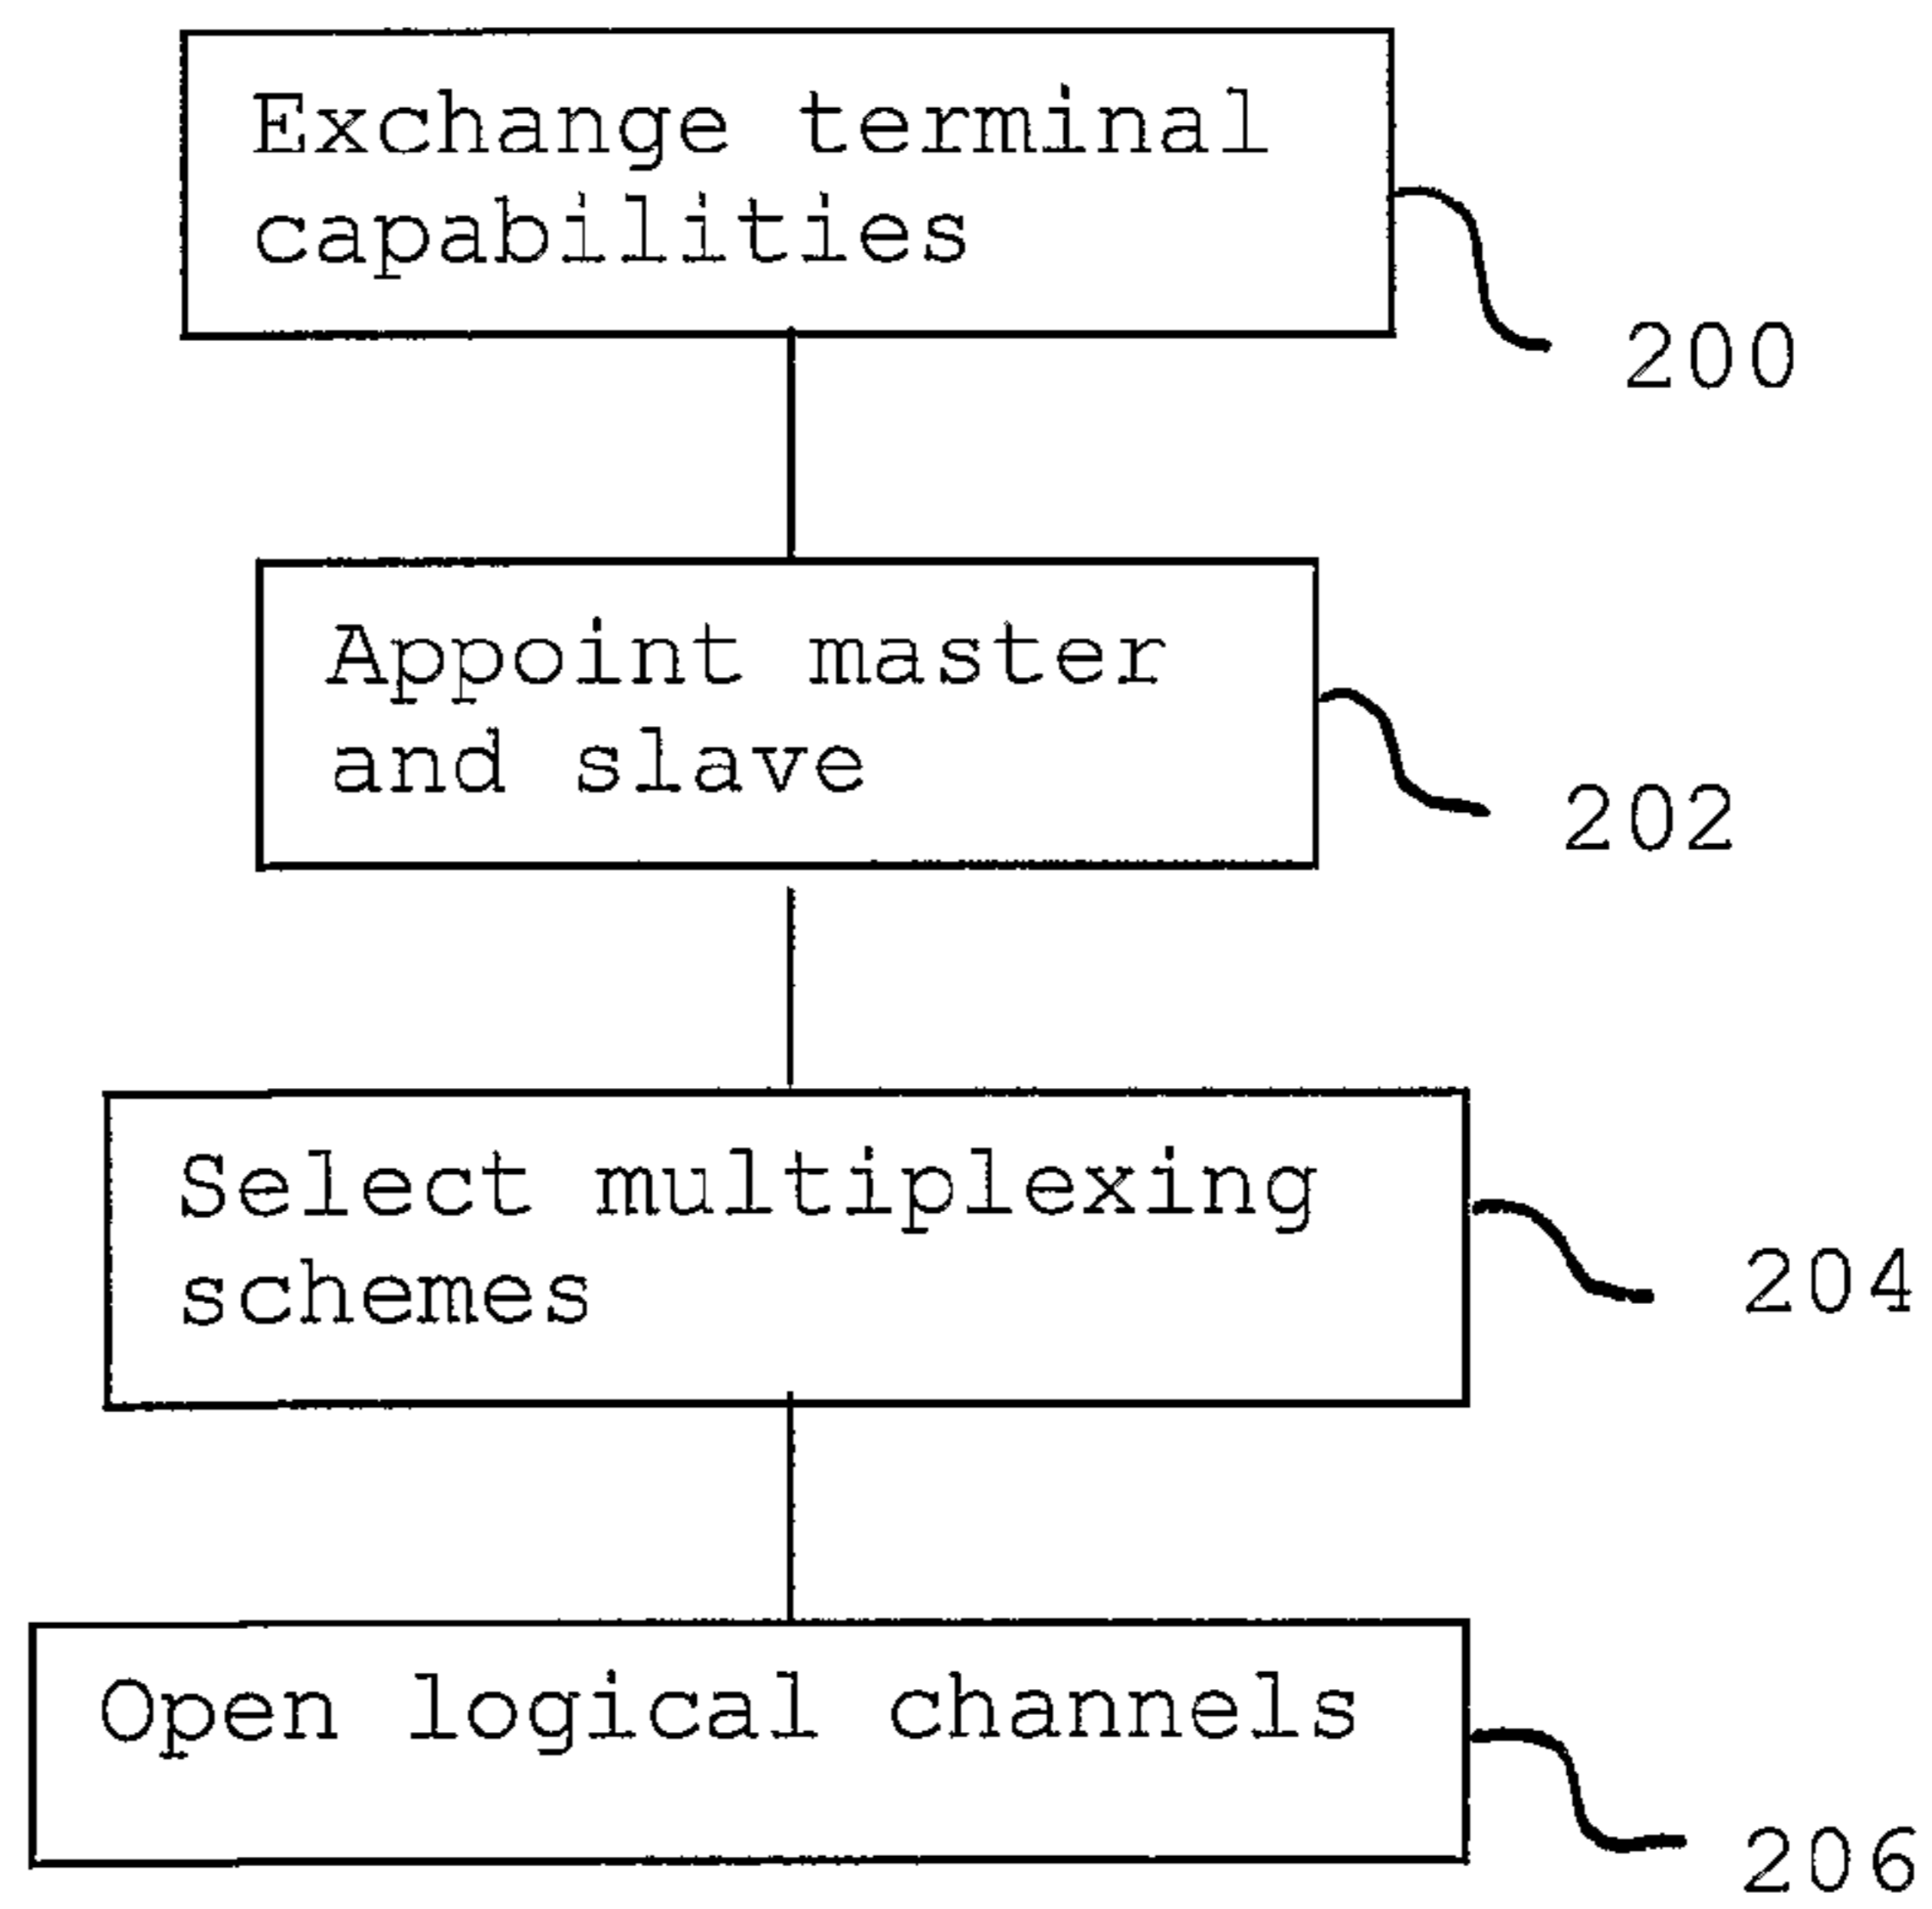 Exchange terminal
capabilities
200
Appoint master
and slave
202
Select multiplexing
schemes
204
Open logical channels
206